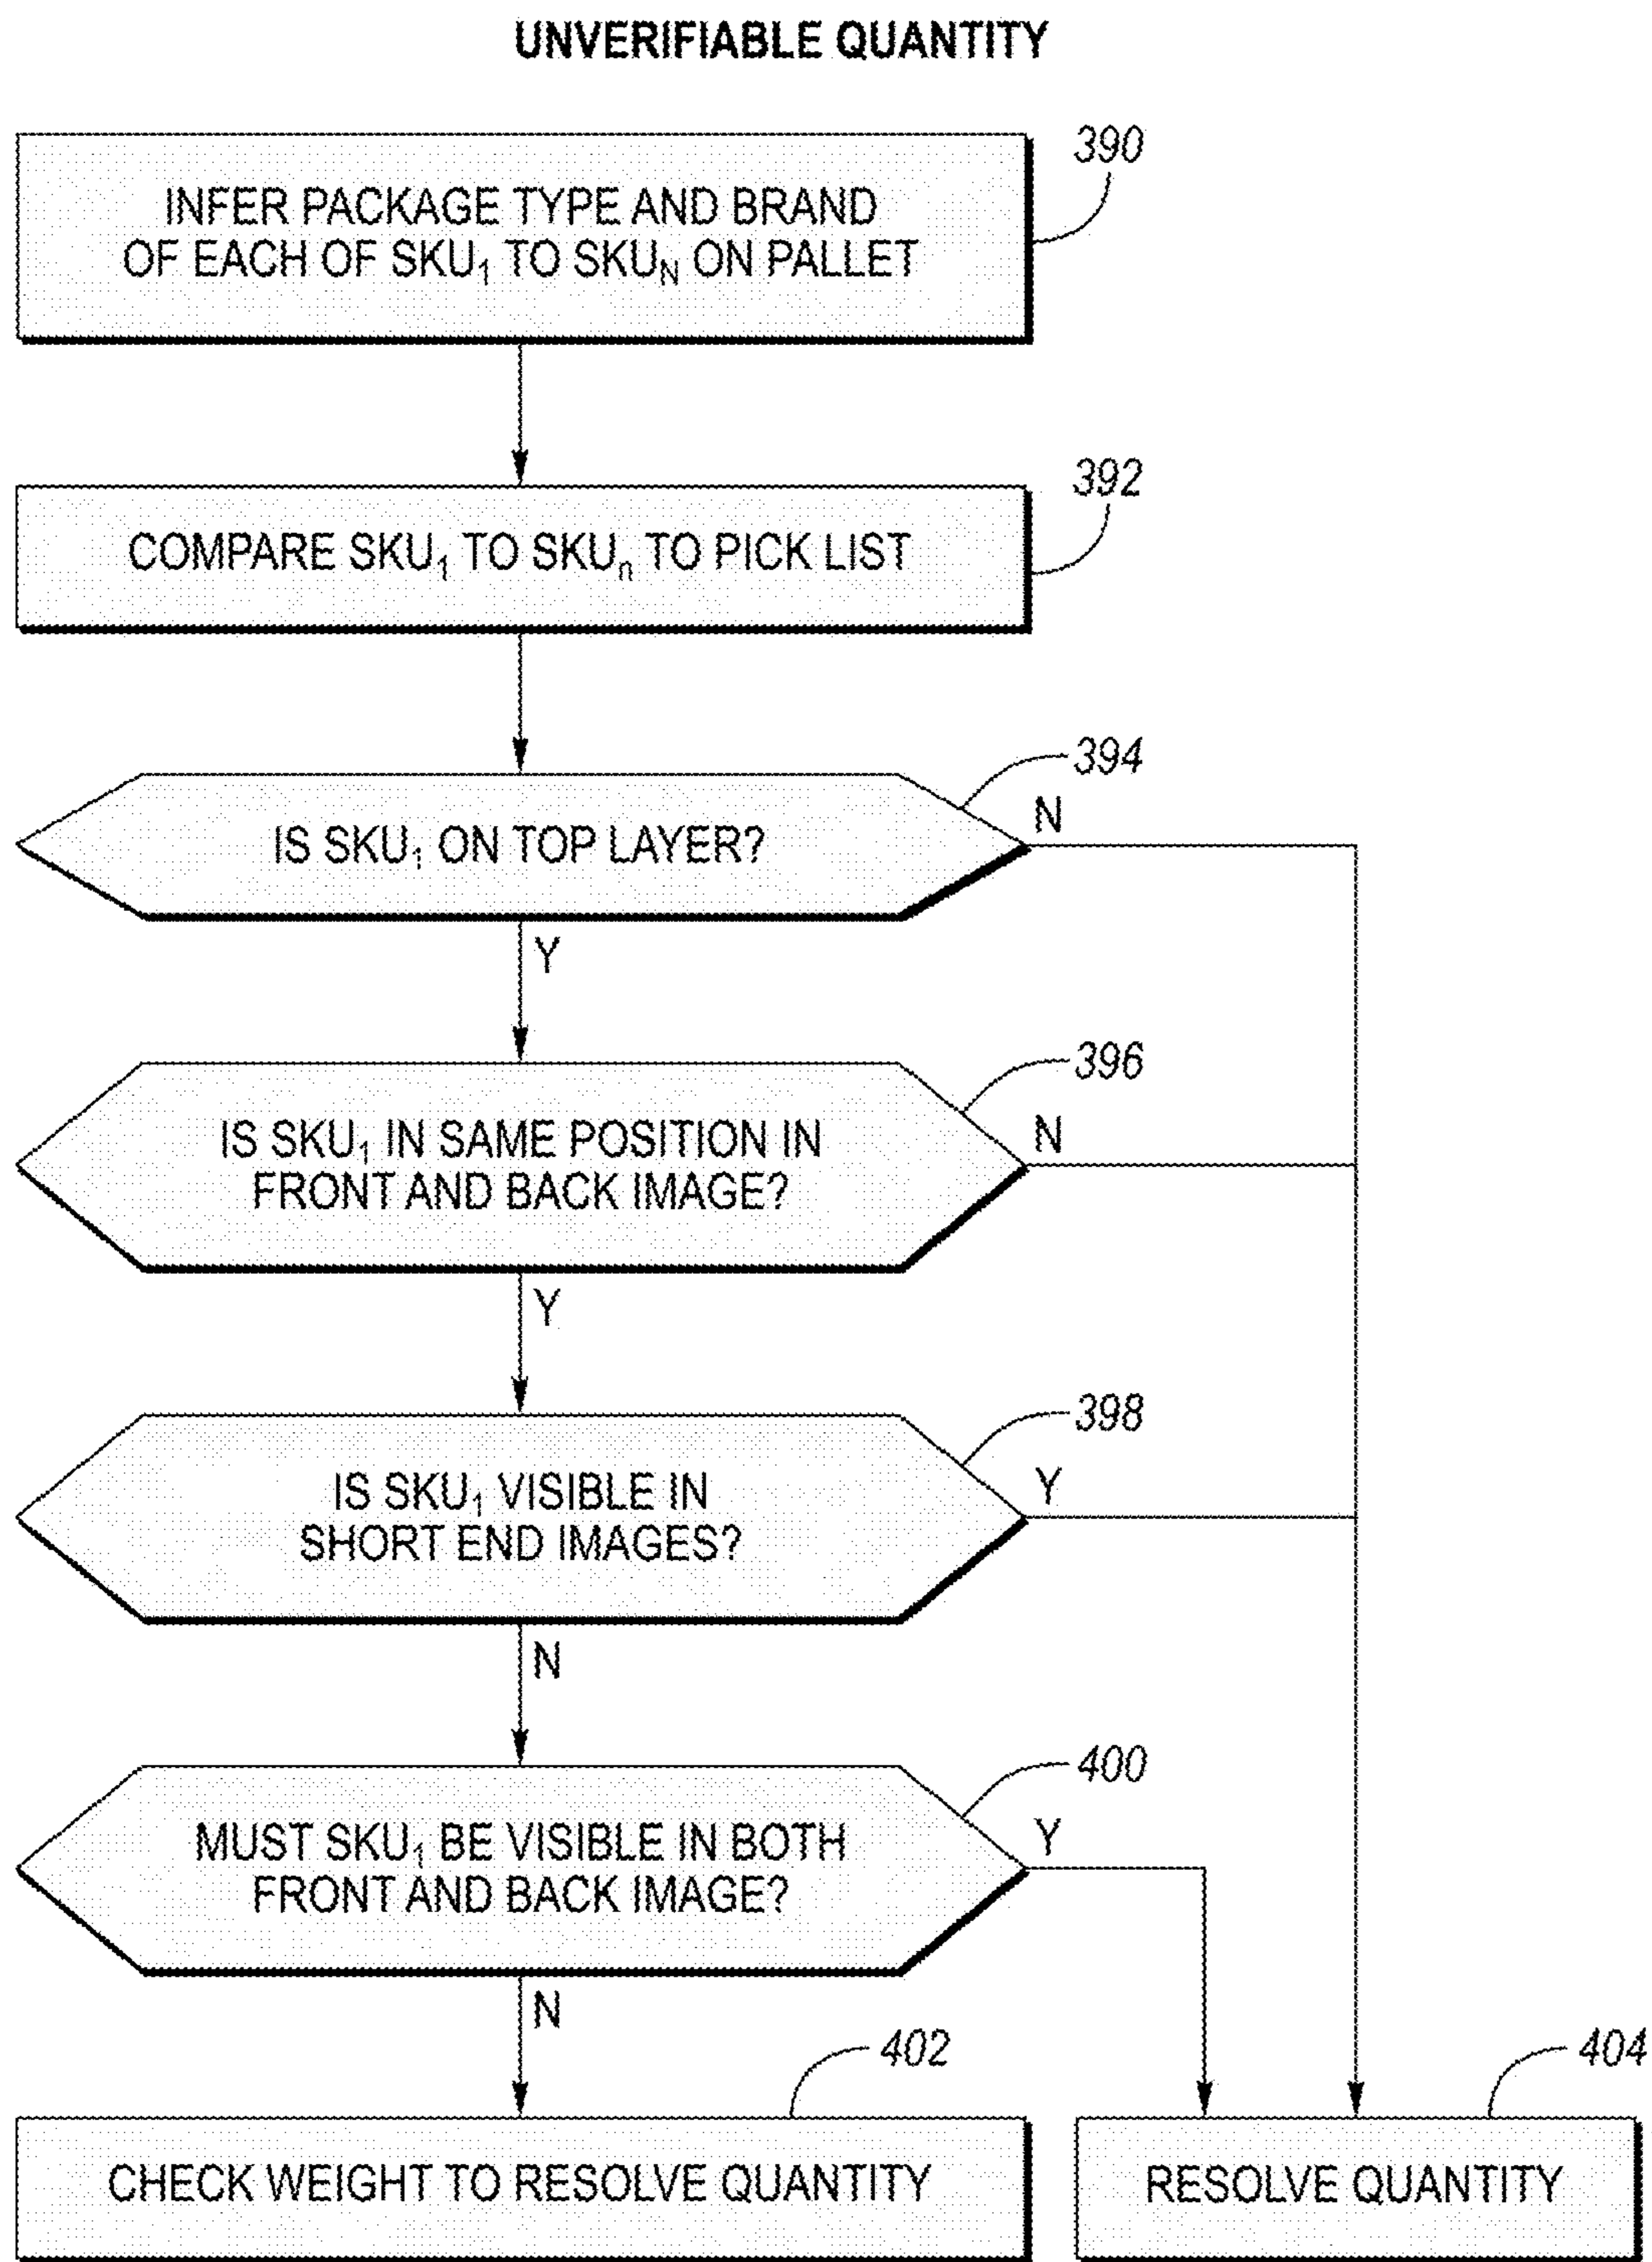 UNVERIFIABLE QUANTITY
390
INFER PACKAGE TYPE AND BRAND
OF EACH OF SKU₁ TO SKU_N ON PALLET
392
COMPARE SKU₁ TO SKUₙ TO PICK LIST
394
N
IS SKU₁ ON TOP LAYER?
Y
396
N
IS SKU₁ IN SAME POSITION IN
FRONT AND BACK IMAGE?
Y
398
Y
IS SKU₁ VISIBLE IN
SHORT END IMAGES?
N
400
Y
MUST SKU₁ BE VISIBLE IN BOTH
FRONT AND BACK IMAGE?
N
402
404
CHECK WEIGHT TO RESOLVE QUANTITY
RESOLVE QUANTITY